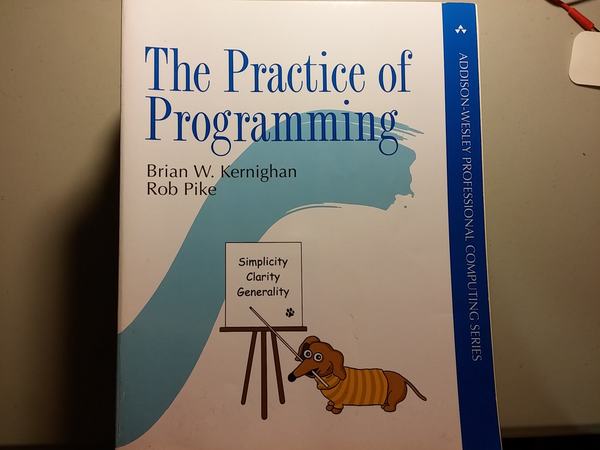 The Practice of
Programming
Brian W. Kernighan
Rob Pike
Simplicity
Clarity
Generality
ADDISON-WESLEY PROFESSIONAL COMPUTING SERIES